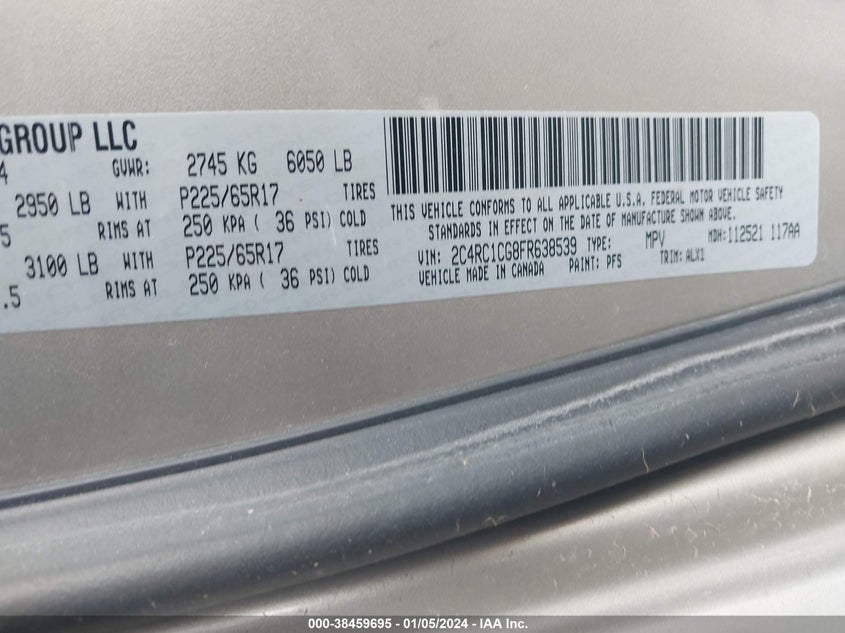 GROUP LLC
4 GVWR: 2745 KG 6050 LB
2950 LB WITH P225/65R17 TIRES
5 RIMS AT 250 KPA ( 36 PSI) COLD
3100 LB WITH P225/65R17 TIRES
.5 RIMS AT 250 KPA ( 36 PSI) COLD
THIS VEHICLE CONFORMS TO ALL APPLICABLE U.S.A. FEDERAL MOTOR VEHICLE SAFETY
STANDARDS IN EFFECT ON THE DATE OF MANUFACTURE SHOWN ABOVE.
VIN: 2C4RC1CG8FR638539 TYPE: MPV MDH:112521 117AA
VEHICLE MADE IN CANADA PAINT: PFS TRIM: ALX1
000-38459695 - 01/05/2024 - IAA Inc.